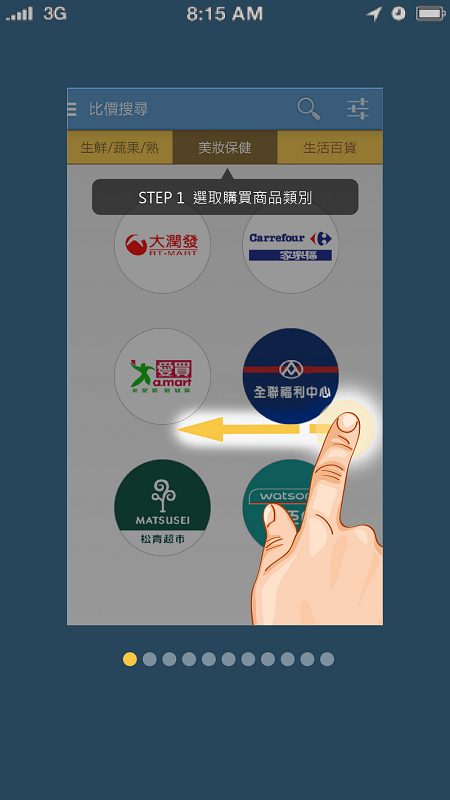 3G
8:15 AM
比價搜尋
生鮮/蔬果/熟
美妝保健
生活百貨
STEP 1 選取購買商品類別
大潤發
RT-MART
Carrefour
家樂福
愛買
a.mart
全聯福利中心
MATSUSEI
松青超市
watson